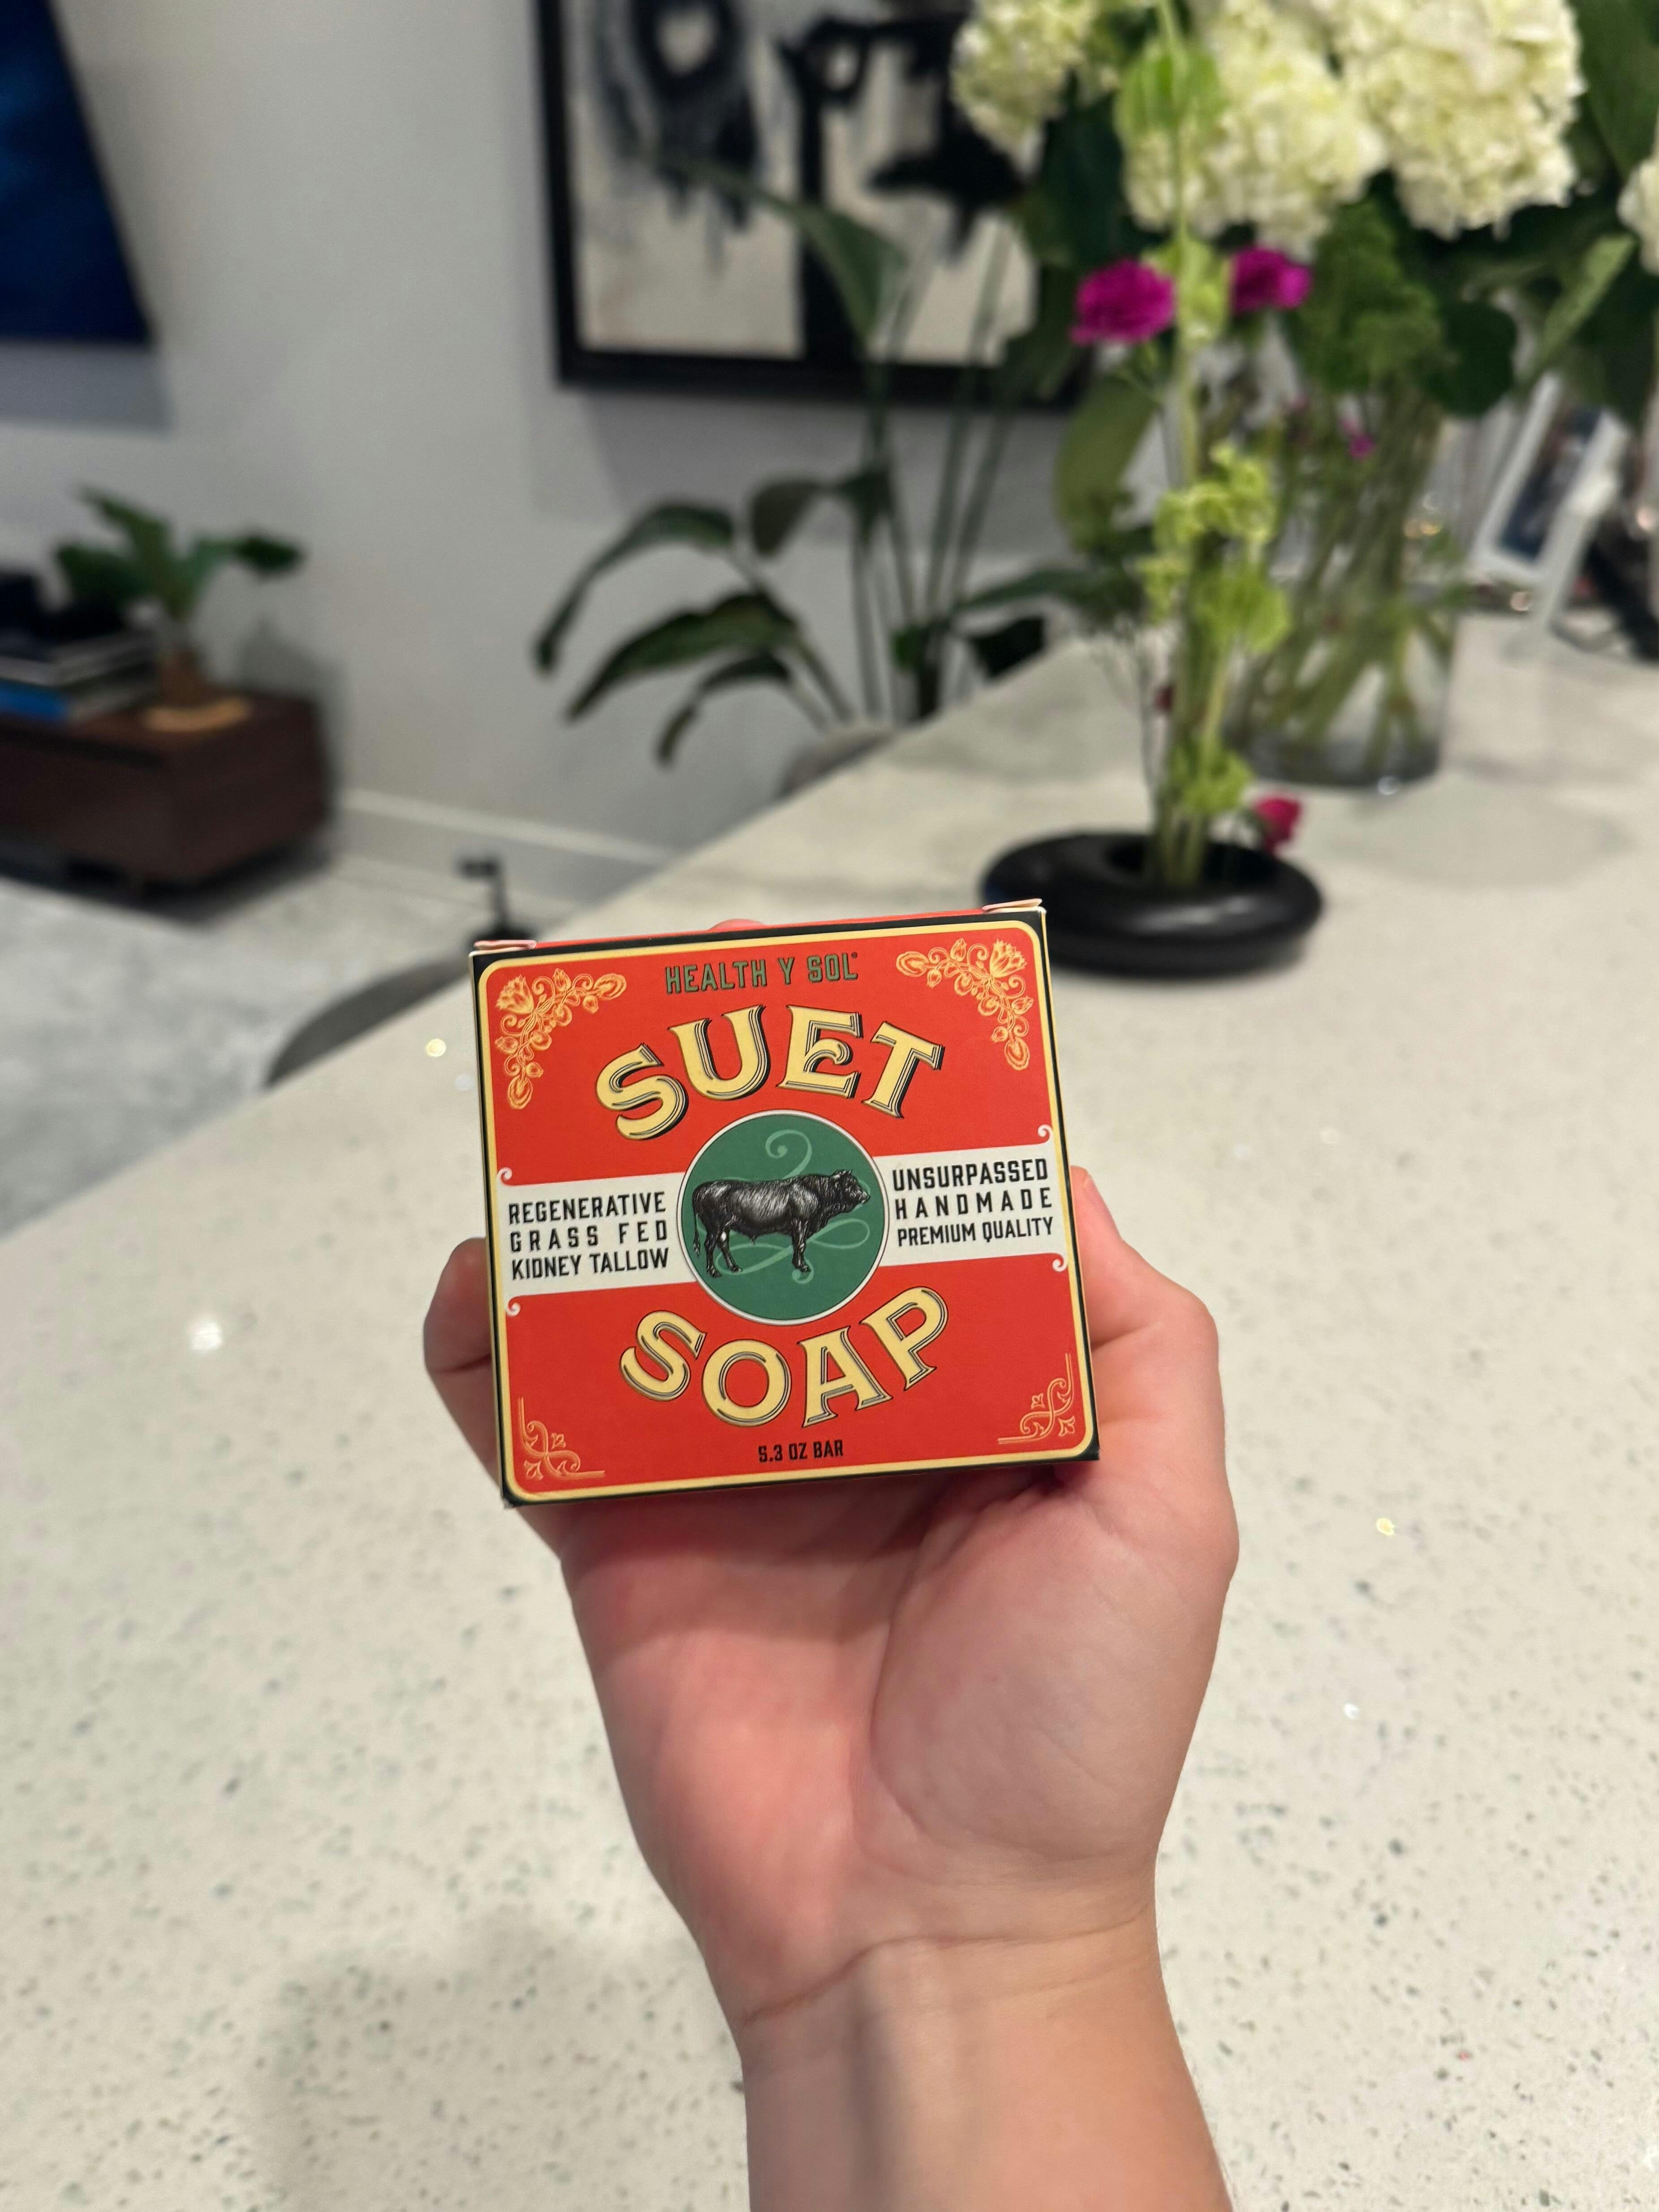 HEALTH Y SOL
SUET
REGENERATIVE
GRASS FED
KIDNEY TALLOW
UNSURPASSED
HANDMADE
PREMIUM QUALITY
SOAP
5.3 OZ BAR